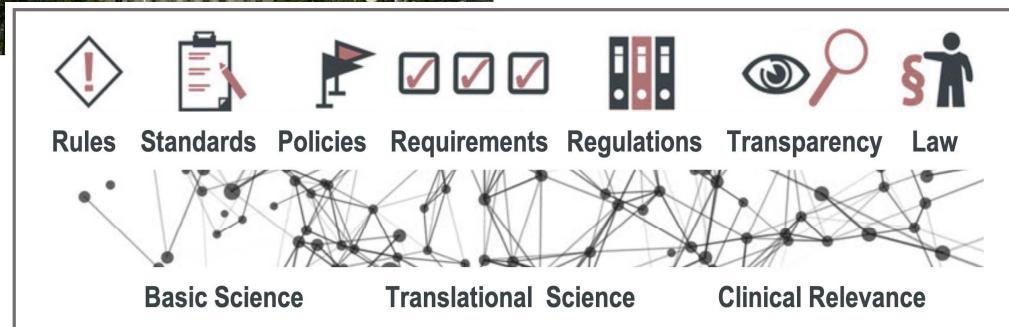 Rules Standards Policies Requirements Regulations Transparency Law
Basic Science Translational Science Clinical Relevance